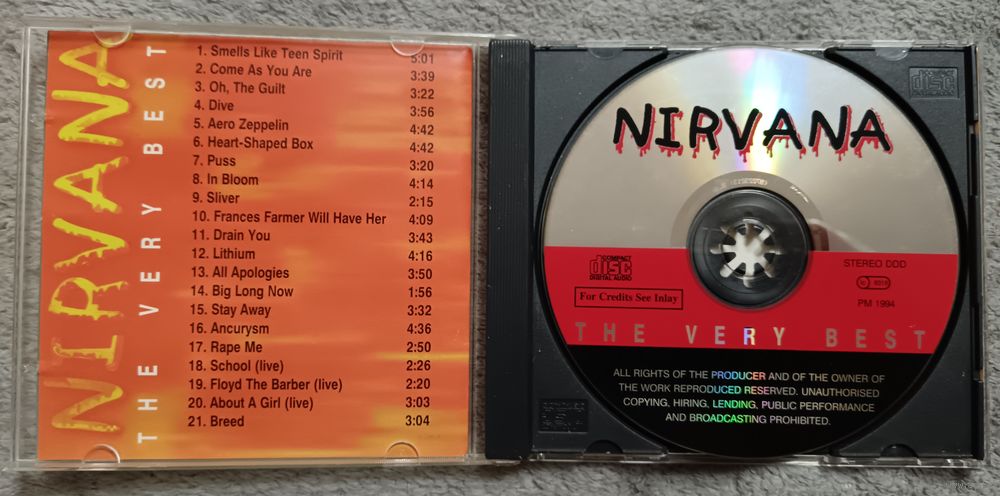 NIRVANA
THE VERY BEST
1. Smells Like Teen Spirit 5:01
2. Come As You Are 3:39
3. Oh, The Guilt 3:22
4. Dive 3:56
5. Aero Zeppelin 4:42
6. Heart-Shaped Box 4:42
7. Puss 3:20
8. In Bloom 4:14
9. Sliver 2:15
10. Frances Farmer Will Have Her 4:09
11. Drain You 3:43
12. Lithium 4:16
13. All Apologies 3:50
14. Big Long Now 1:56
15. Stay Away 3:32
16. Ancurysm 4:36
17. Rape Me 2:50
18. School (live) 2:26
19. Floyd The Barber (live) 2:20
20. About A Girl (live) 3:03
21. Breed 3:04
NIRVANA
COMPACT
disc
DIGITAL AUDIO
STEREO DDD
For Credits See Inlay
PM 1994
THE VERY BEST
ALL RIGHTS OF THE PRODUCER AND OF THE OWNER OF
THE WORK REPRODUCED RESERVED. UNAUTHORISED
COPYING, HIRING, LENDING, PUBLIC PERFORMANCE
AND BROADCASTING PROHIBITED.
disc